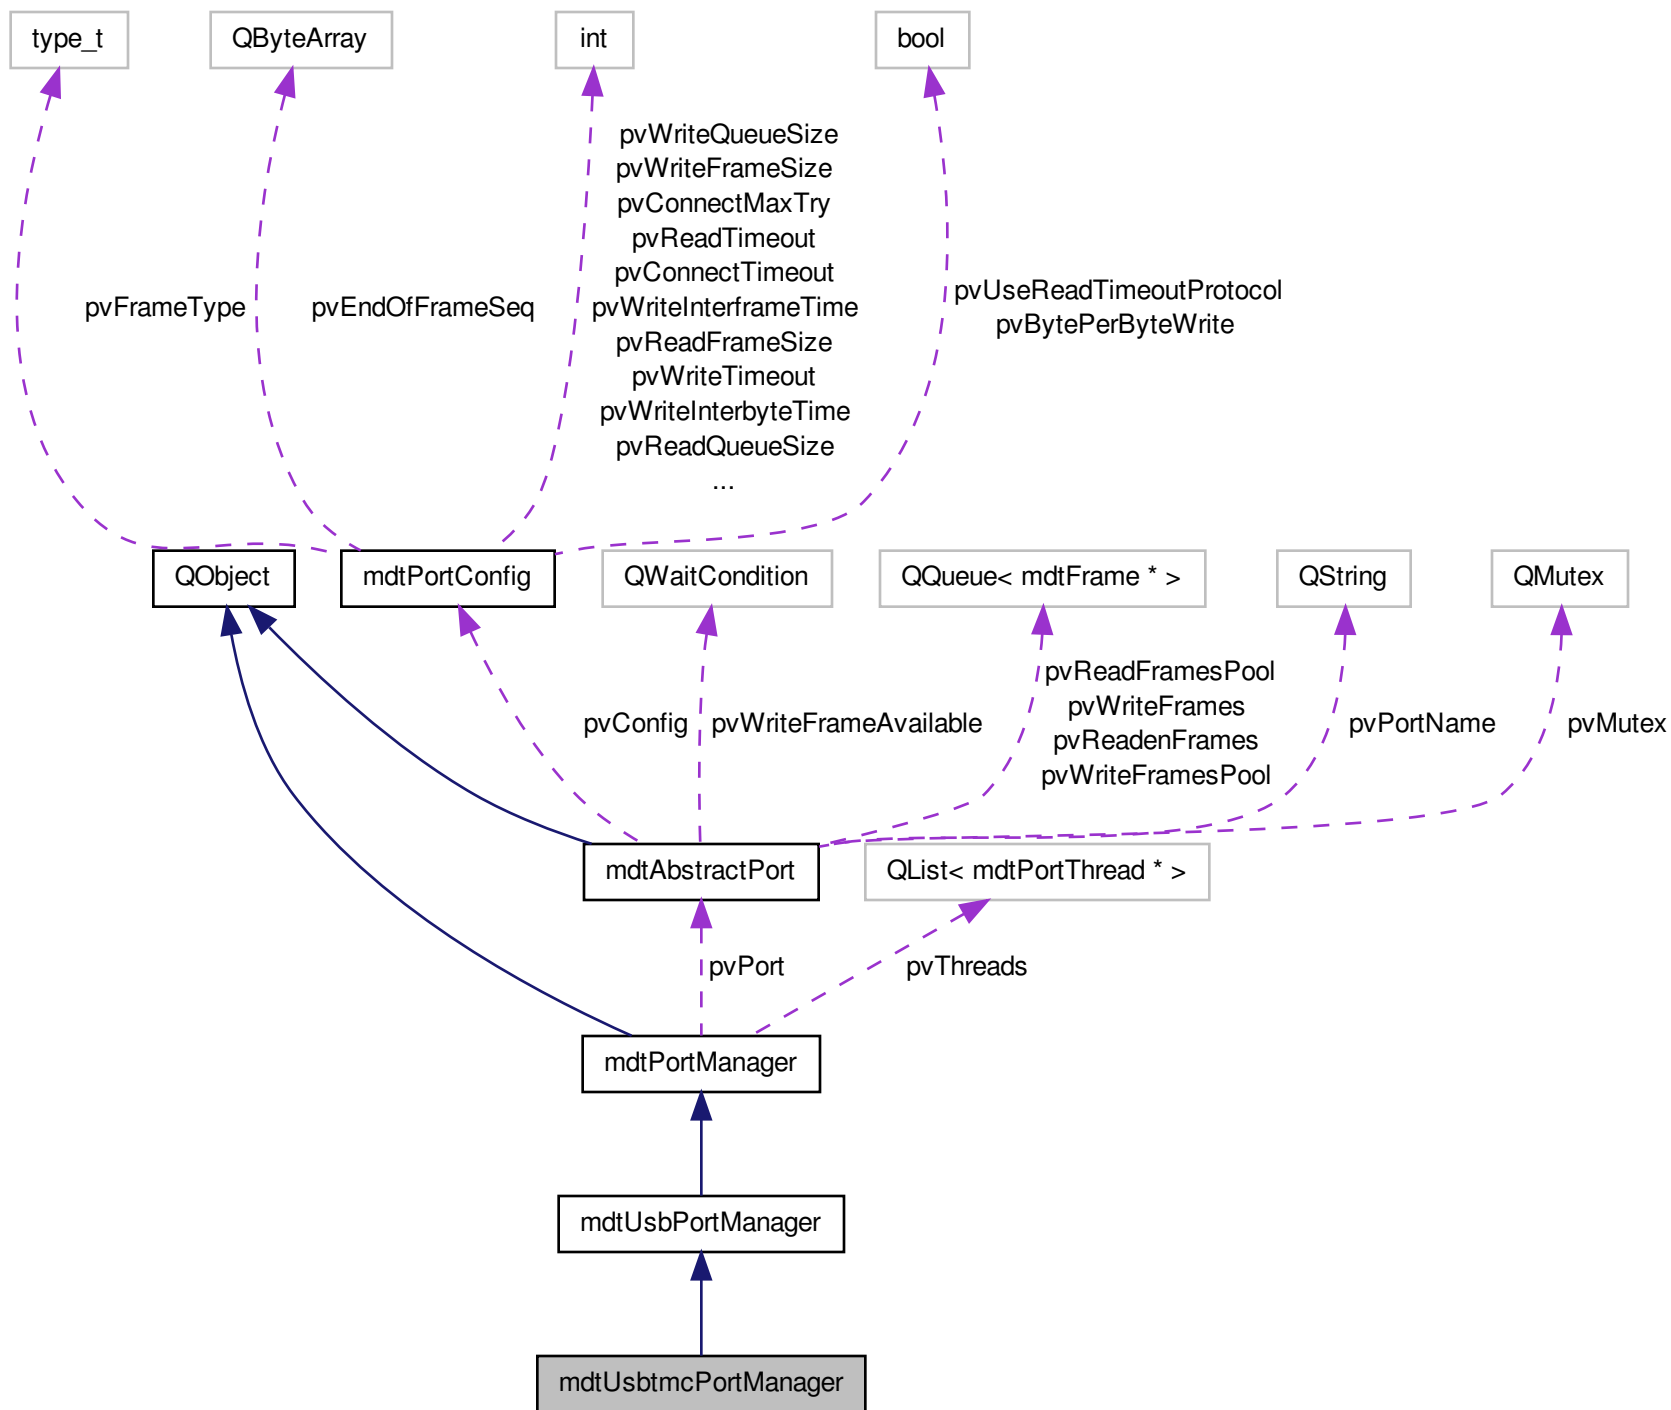 type_t
QByteArray
int
bool
pvWriteQueueSize
pvWriteFrameSize
pvConnectMaxTry
pvReadTimeout
pvConnectTimeout
pvWriteInterframeTime
pvReadFrameSize
pvWriteTimeout
pvWriteInterbyteTime
pvReadQueueSize
...
pvFrameType
pvEndOfFrameSeq
pvUseReadTimeoutProtocol
pvBytePerByteWrite
QObject
mdtPortConfig
QWaitCondition
QQueue< mdtFrame * >
QString
QMutex
pvConfig
pvWriteFrameAvailable
pvReadFramesPool
pvWriteFrames
pvReadenFrames
pvWriteFramesPool
pvPortName
pvMutex
mdtAbstractPort
QList< mdtPortThread * >
pvPort
pvThreads
mdtPortManager
mdtUsbPortManager
mdtUsbtmcPortManager